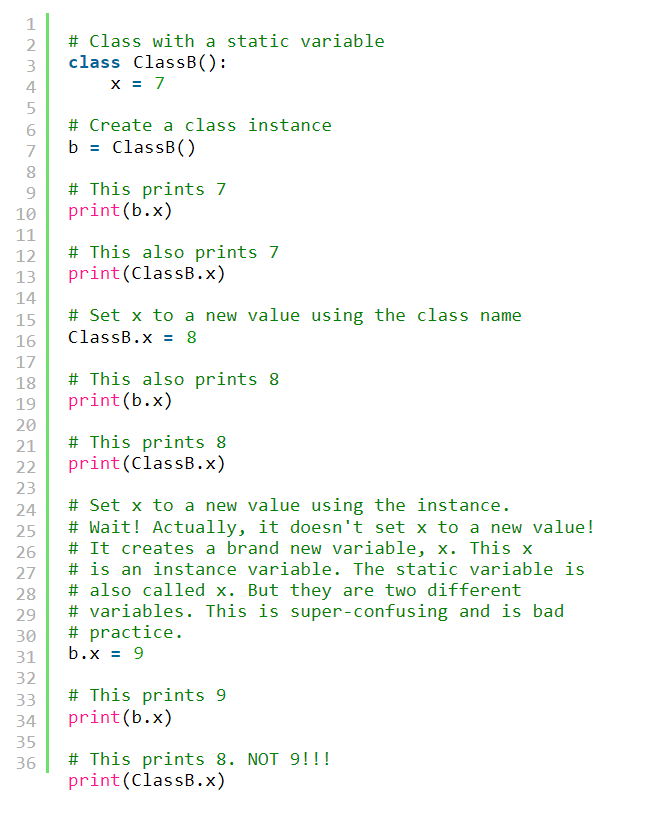 1
2 # Class with a static variable
3 class ClassB():
4     x = 7
5
6 # Create a class instance
7 b = ClassB()
8
9 # This prints 7
10 print(b.x)
11
12 # This also prints 7
13 print(ClassB.x)
14
15 # Set x to a new value using the class name
16 ClassB.x = 8
17
18 # This also prints 8
19 print(b.x)
20
21 # This prints 8
22 print(ClassB.x)
23
24 # Set x to a new value using the instance.
25 # Wait! Actually, it doesn't set x to a new value!
26 # It creates a brand new variable, x. This x
27 # is an instance variable. The static variable is
28 # also called x. But they are two different
29 # variables. This is super-confusing and is bad
30 # practice.
31 b.x = 9
32
33 # This prints 9
34 print(b.x)
35
36 # This prints 8. NOT 9!!!
print(ClassB.x)